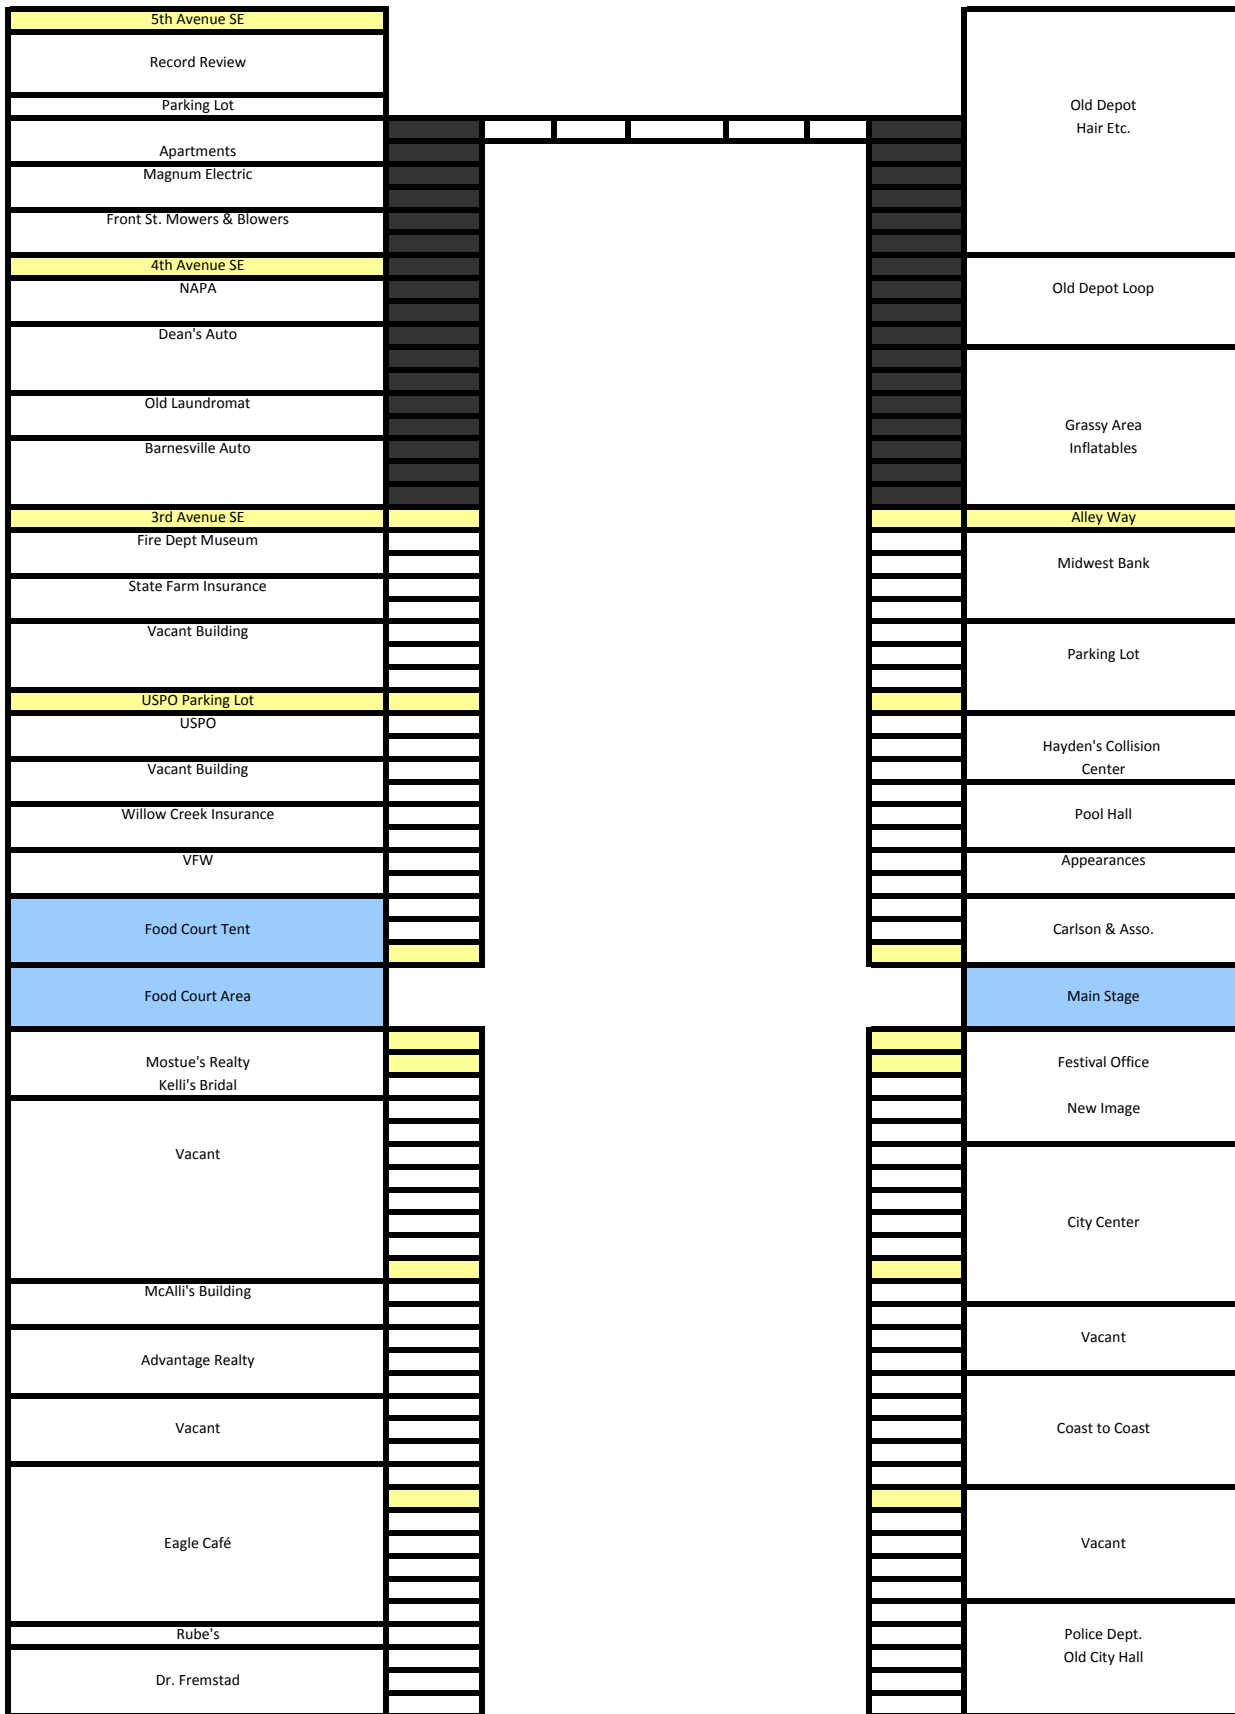 5th Avenue SE
Record Review
Parking Lot
Apartments
Magnum Electric
Front St. Mowers & Blowers
4th Avenue SE
NAPA
Dean's Auto
Old Laundromat
Barnesville Auto
3rd Avenue SE
Fire Dept Museum
State Farm Insurance
Vacant Building
USPO Parking Lot
USPO
Vacant Building
Willow Creek Insurance
VFW
Food Court Tent
Food Court Area
Mostue's Realty
Kelli's Bridal
Vacant
McAlli's Building
Advantage Realty
Vacant
Eagle Café
Rube's
Dr. Fremstad
Old Depot
Hair Etc.
Old Depot Loop
Grassy Area
Inflatables
Alley Way
Midwest Bank
Parking Lot
Hayden's Collision
Center
Pool Hall
Appearances
Carlson & Asso.
Main Stage
Festival Office
New Image
City Center
Vacant
Coast to Coast
Vacant
Police Dept.
Old City Hall